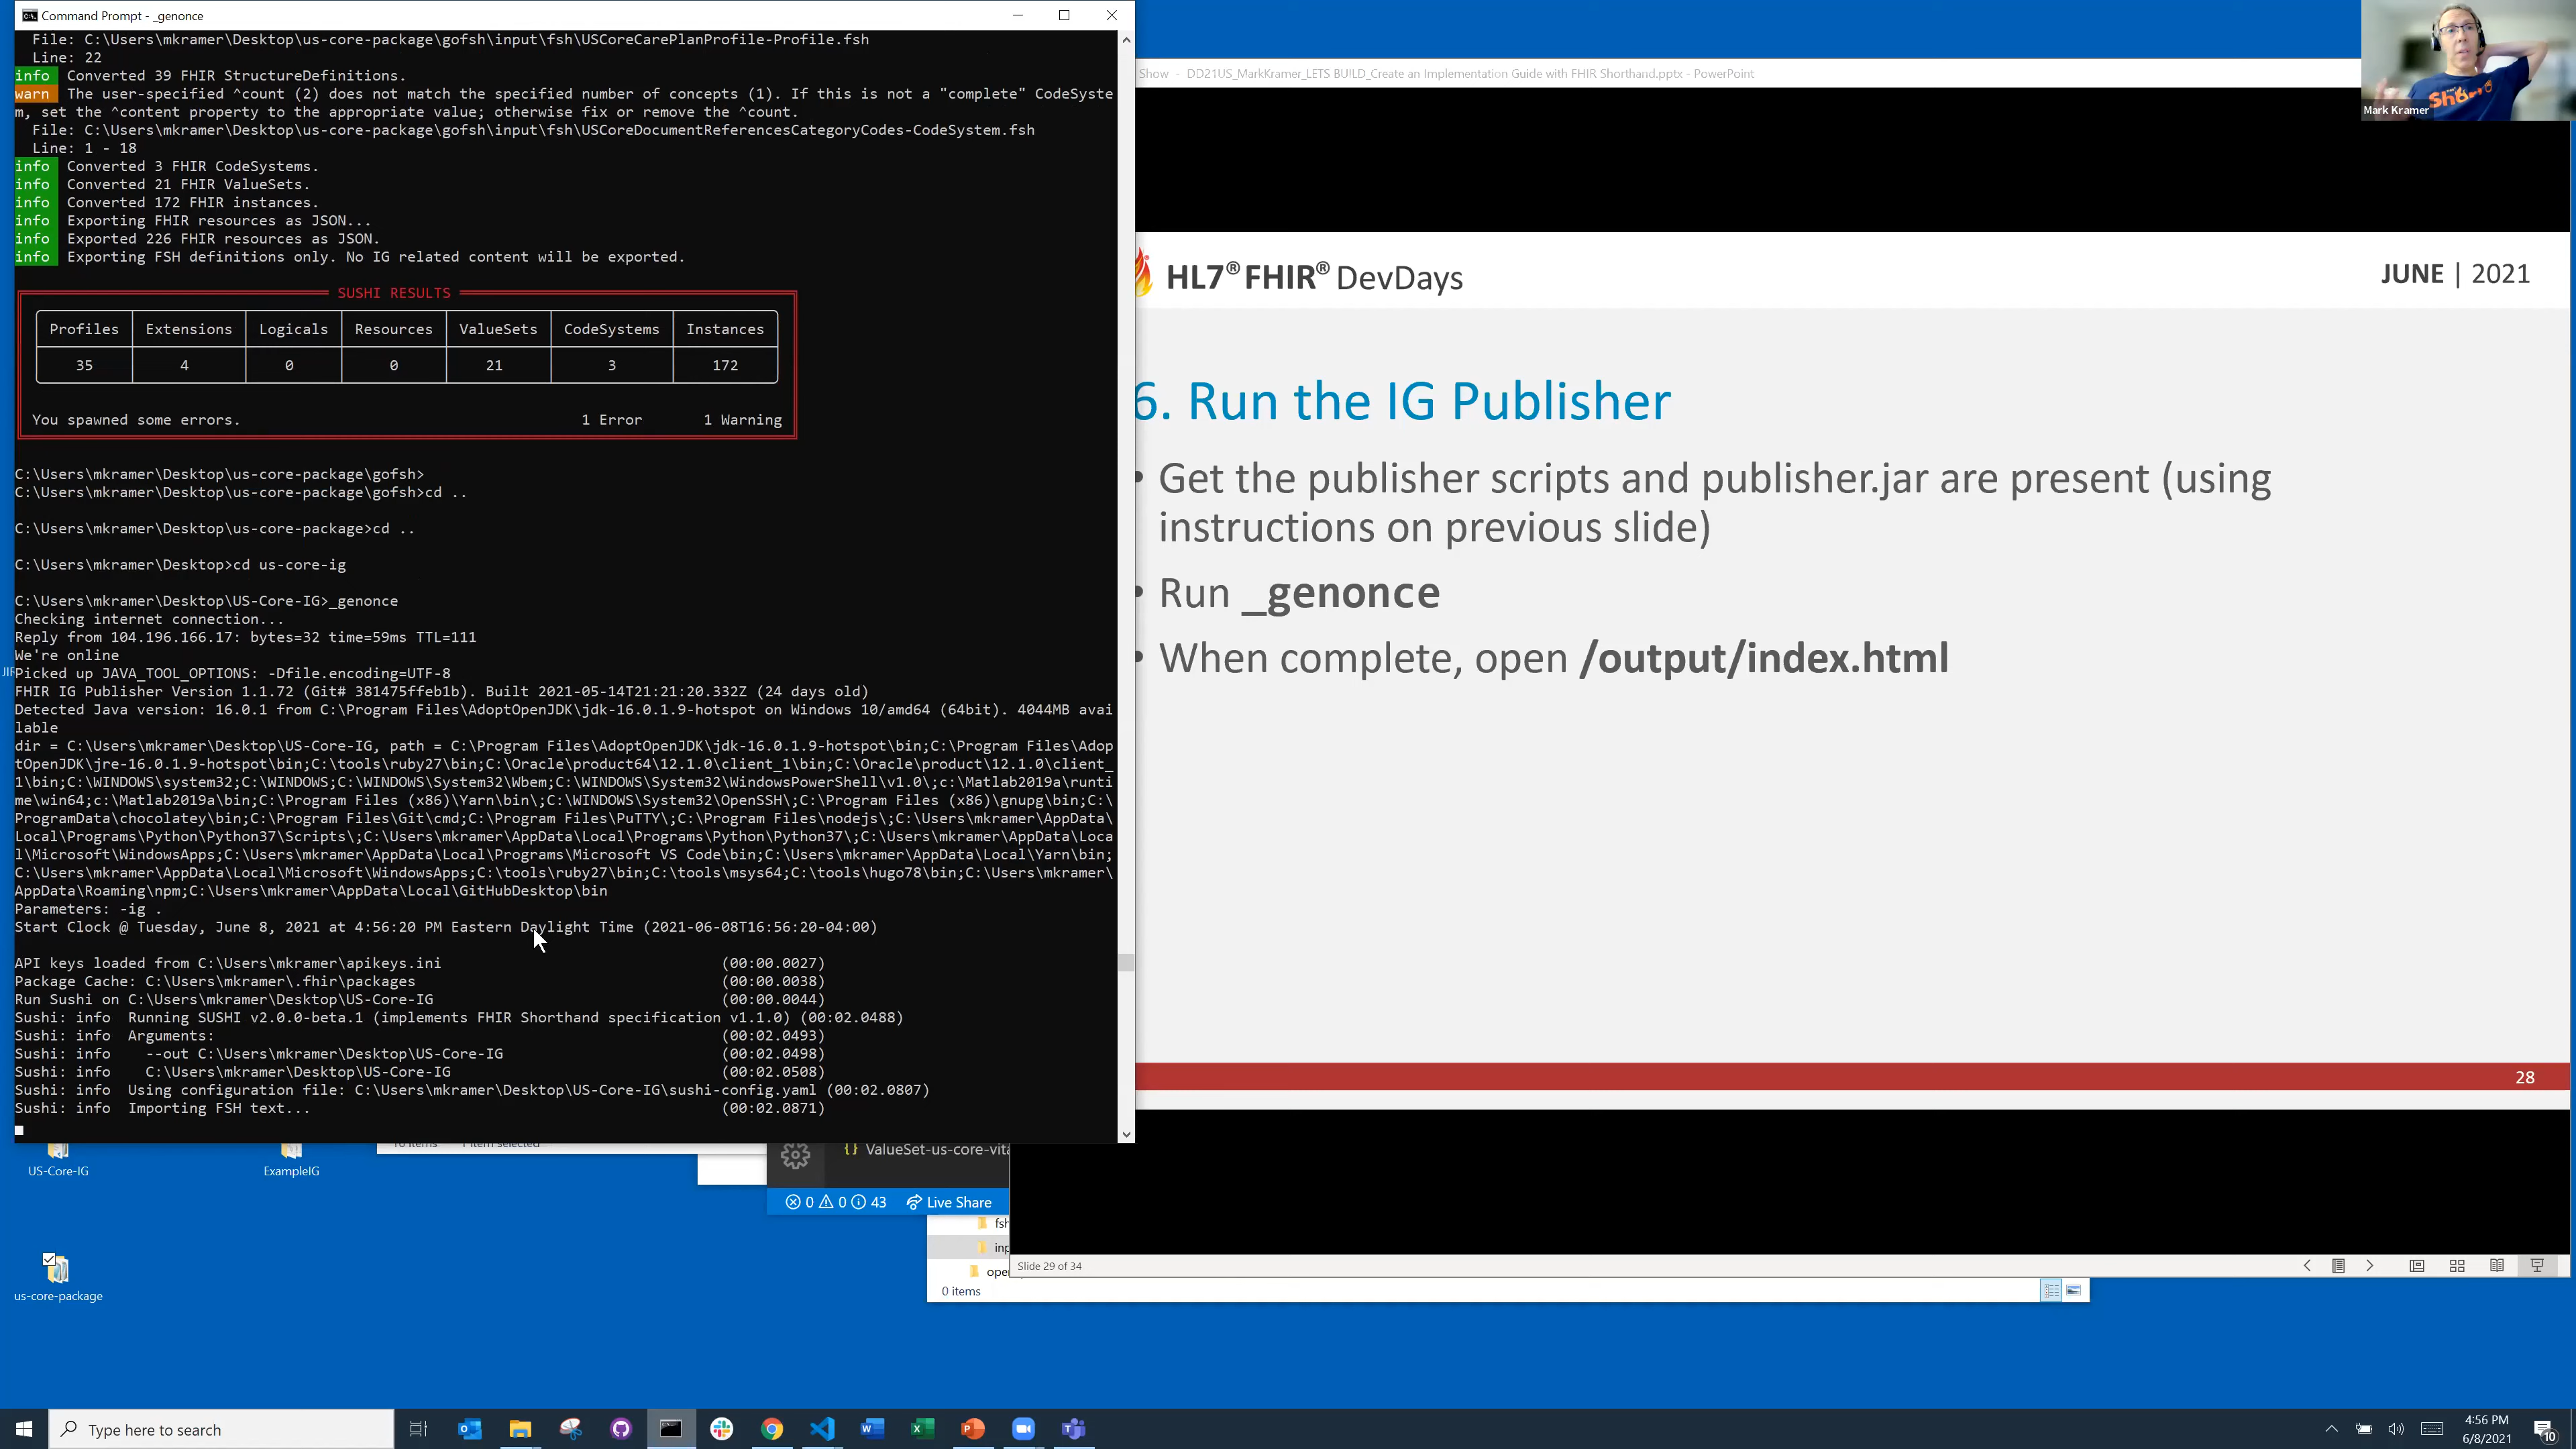 Command Prompt - _genonce
File: C:\Users\mkramer\Desktop\us-core-package\gofsh\input\fsh\USCoreCarePlanProfile-Profile.fsh
Line: 22
info Converted 39 FHIR StructureDefinitions.
warn The user-specified ^count (2) does not match the specified number of concepts (1). If this is not a "complete" CodeSyste
m, set the ^content property to the appropriate value; otherwise fix or remove the ^count.
File: C:\Users\mkramer\Desktop\us-core-package\gofsh\input\fsh\USCoreDocumentReferencesCategoryCodes-CodeSystem.fsh
Line: 1 - 18
info Converted 3 FHIR CodeSystems.
info Converted 21 FHIR ValueSets.
info Converted 172 FHIR instances.
info Exporting FHIR resources as JSON...
info Exported 226 FHIR resources as JSON.
info Exporting FSH definitions only. No IG related content will be exported.
SUSHI RESULTS
Profiles Extensions Logicals Resources ValueSets CodeSystems Instances
35 4 0 0 21 3 172
You spawned some errors. 1 Error 1 Warning
C:\Users\mkramer\Desktop\us-core-package\gofsh>
C:\Users\mkramer\Desktop\us-core-package\gofsh>cd ..
C:\Users\mkramer\Desktop\us-core-package>cd ..
C:\Users\mkramer\Desktop>cd us-core-ig
C:\Users\mkramer\Desktop\US-Core-IG>_genonce
Checking internet connection...
Reply from 104.196.166.17: bytes=32 time=59ms TTL=111
We're online
Picked up JAVA_TOOL_OPTIONS: -Dfile.encoding=UTF-8
FHIR IG Publisher Version 1.1.72 (Git# 381475ffeb1b). Built 2021-05-14T21:21:20.332Z (24 days old)
Detected Java version: 16.0.1 from C:\Program Files\AdoptOpenJDK\jdk-16.0.1.9-hotspot on Windows 10/amd64 (64bit). 4044MB avai
lable
dir = C:\Users\mkramer\Desktop\US-Core-IG, path = C:\Program Files\AdoptOpenJDK\jdk-16.0.1.9-hotspot\bin;C:\Program Files\Adop
tOpenJDK\jre-16.0.1.9-hotspot\bin;C:\tools\ruby27\bin;C:\Oracle\product64\12.1.0\client_1\bin;C:\Oracle\product\12.1.0\client_
1\bin;C:\WINDOWS\system32;C:\WINDOWS;C:\WINDOWS\System32\Wbem;C:\WINDOWS\System32\WindowsPowerShell\v1.0\;c:\Matlab2019a\runti
me\win64;c:\Matlab2019a\bin;C:\Program Files (x86)\Yarn\bin\;C:\WINDOWS\System32\OpenSSH\;C:\Program Files (x86)\gnupg\bin;C:\
ProgramData\chocolatey\bin;C:\Program Files\Git\cmd;C:\Program Files\PuTTY\;C:\Program Files\nodejs\;C:\Users\mkramer\AppData\
Local\Programs\Python\Python37\Scripts\;C:\Users\mkramer\AppData\Local\Programs\Python\Python37\;C:\Users\mkramer\AppData\Loca
l\Microsoft\WindowsApps;C:\Users\mkramer\AppData\Local\Programs\Microsoft VS Code\bin;C:\Users\mkramer\AppData\Local\Yarn\bin;
C:\Users\mkramer\AppData\Local\Microsoft\WindowsApps;C:\tools\ruby27\bin;C:\tools\msys64;C:\tools\hugo78\bin;C:\Users\mkramer\
AppData\Roaming\npm;C:\Users\mkramer\AppData\Local\GitHubDesktop\bin
Parameters: -ig .
Start Clock @ Tuesday, June 8, 2021 at 4:56:20 PM Eastern Daylight Time (2021-06-08T16:56:20-04:00)
API keys loaded from C:\Users\mkramer\apikeys.ini (00:00.0027)
Package Cache: C:\Users\mkramer\.fhir\packages (00:00.0038)
Run Sushi on C:\Users\mkramer\Desktop\US-Core-IG (00:00.0044)
Sushi: info Running SUSHI v2.0.0-beta.1 (implements FHIR Shorthand specification v1.1.0) (00:02.0488)
Sushi: info Arguments: (00:02.0493)
Sushi: info --out C:\Users\mkramer\Desktop\US-Core-IG (00:02.0498)
Sushi: info C:\Users\mkramer\Desktop\US-Core-IG (00:02.0508)
Sushi: info Using configuration file: C:\Users\mkramer\Desktop\US-Core-IG\sushi-config.yaml (00:02.0807)
Sushi: info Importing FSH text... (00:02.0871)
Show - DD21US_MarkKramer_LETS BUILD_Create an Implementation Guide with FHIR Shorthand.pptx - PowerPoint
Mark Kramer
HL7® FHIR® DevDays
JUNE | 2021
6. Run the IG Publisher
• Get the publisher scripts and publisher.jar are present (using
instructions on previous slide)
• Run _genonce
• When complete, open /output/index.html
28
Slide 29 of 34
{} ValueSet-us-core-vita
0 0 43 Live Share
fsh
inp
ope
0 items
US-Core-IG
ExampleIG
us-core-package
Type here to search
4:56 PM
6/8/2021
10